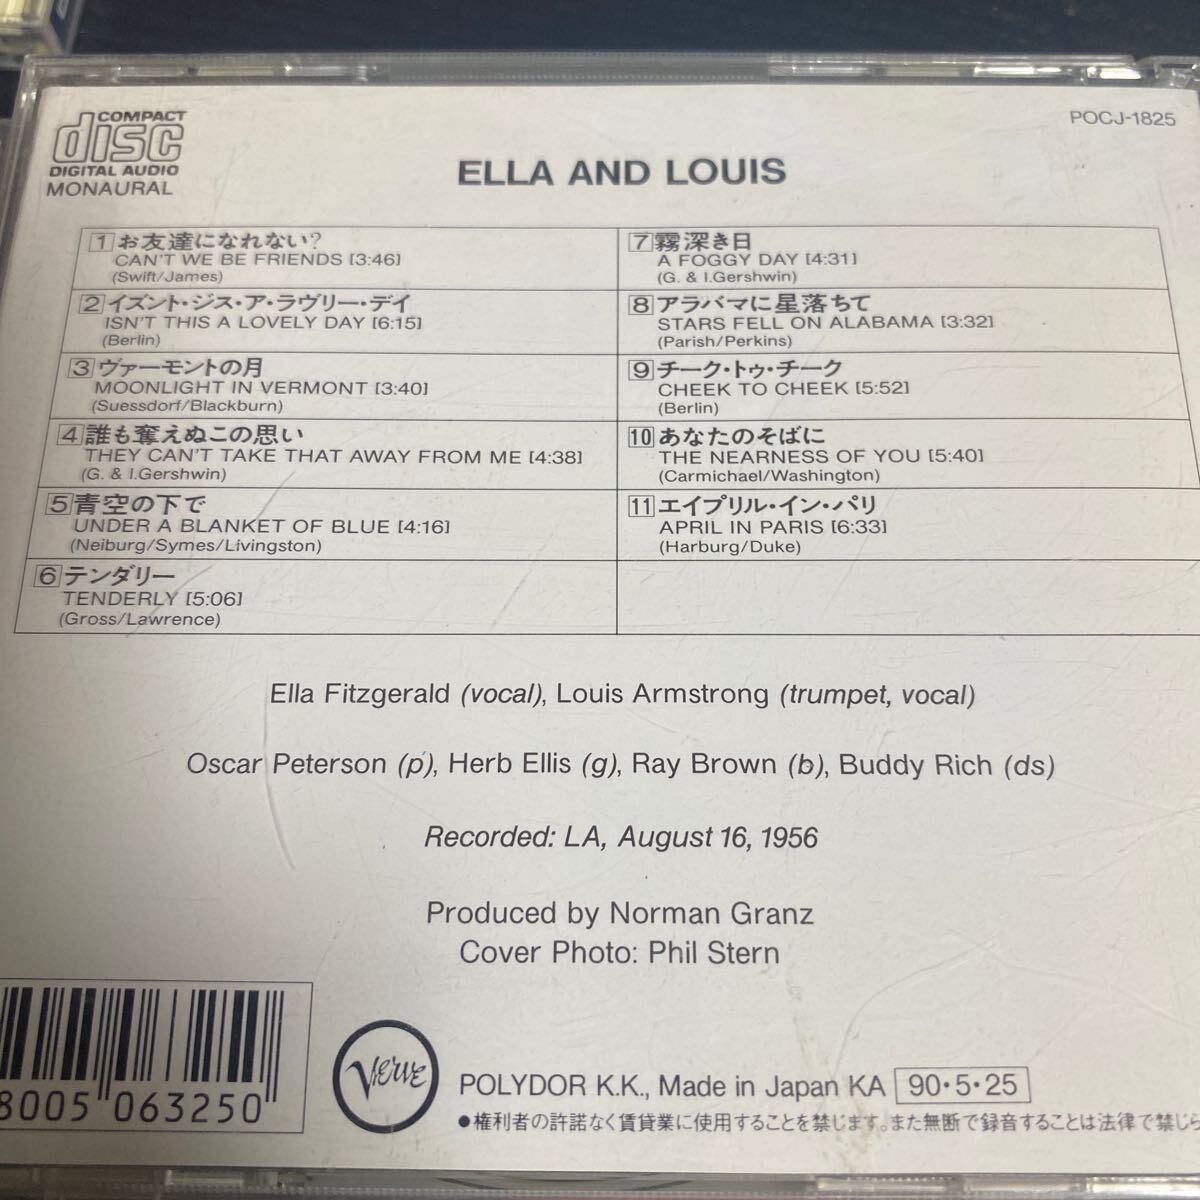 COMPACT
disc
DIGITAL AUDIO
MONAURAL
POCJ-1825
ELLA AND LOUIS
1 お友達になれない?
CAN'T WE BE FRIENDS [3:46]
(Swift/James)
2 イズント・ジス・ア・ラヴリー・デイ
ISN'T THIS A LOVELY DAY [6:15]
(Berlin)
3 ヴァーモントの月
MOONLIGHT IN VERMONT [3:40]
(Suessdorf/Blackburn)
4 誰も奪えぬこの思い
THEY CAN'T TAKE THAT AWAY FROM ME [4:38]
(G. & I.Gershwin)
5 青空の下で
UNDER A BLANKET OF BLUE [4:16]
(Neiburg/Symes/Livingston)
6 テンダリー
TENDERLY [5:06]
(Gross/Lawrence)
7 霧深き日
A FOGGY DAY [4:31]
(G. & I.Gershwin)
8 アラバマに星落ちて
STARS FELL ON ALABAMA [3:32]
(Parish/Perkins)
9 チーク・トゥ・チーク
CHEEK TO CHEEK [5:52]
(Berlin)
10 あなたのそばに
THE NEARNESS OF YOU [5:40]
(Carmichael/Washington)
11 エイプリル・イン・パリ
APRIL IN PARIS [6:33]
(Harburg/Duke)
Ella Fitzgerald (vocal), Louis Armstrong (trumpet, vocal)
Oscar Peterson (p), Herb Ellis (g), Ray Brown (b), Buddy Rich (ds)
Recorded: LA, August 16, 1956
Produced by Norman Granz
Cover Photo: Phil Stern
8005 063250
Verve
POLYDOR K.K., Made in Japan KA 90・5・25
●権利者の許諾なく賃貸業に使用することを禁じます。また無断で録音することは法律で禁じら